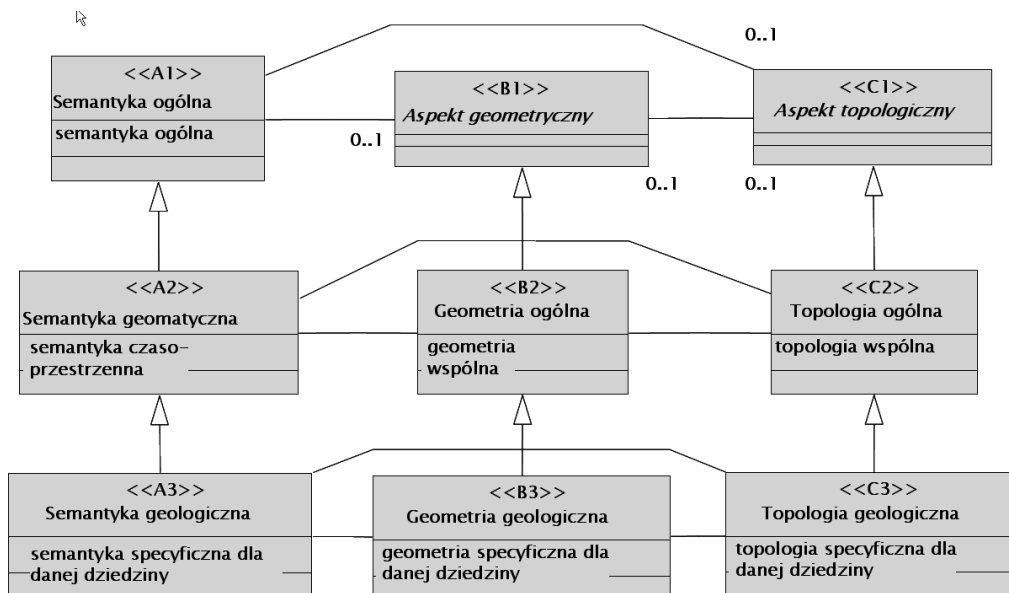 0..1
<<A1>>
Semantyka ogólna
semantyka ogólna
<<B1>>
Aspekt geometryczny
<<C1>>
Aspekt topologiczny
0..1
0..1
0..1
<<A2>>
Semantyka geomatyczna
semantyka czaso-
przestrzenna
<<B2>>
Geometria ogólna
geometria
wspólna
<<C2>>
Topologia ogólna
topologia wspólna
<<A3>>
Semantyka geologiczna
semantyka specyficzna dla
danej dziedziny
<<B3>>
Geometria geologiczna
geometria specyficzna dla
danej dziedziny
<<C3>>
Topologia geologiczna
topologia specyficzna dla
danej dziedziny